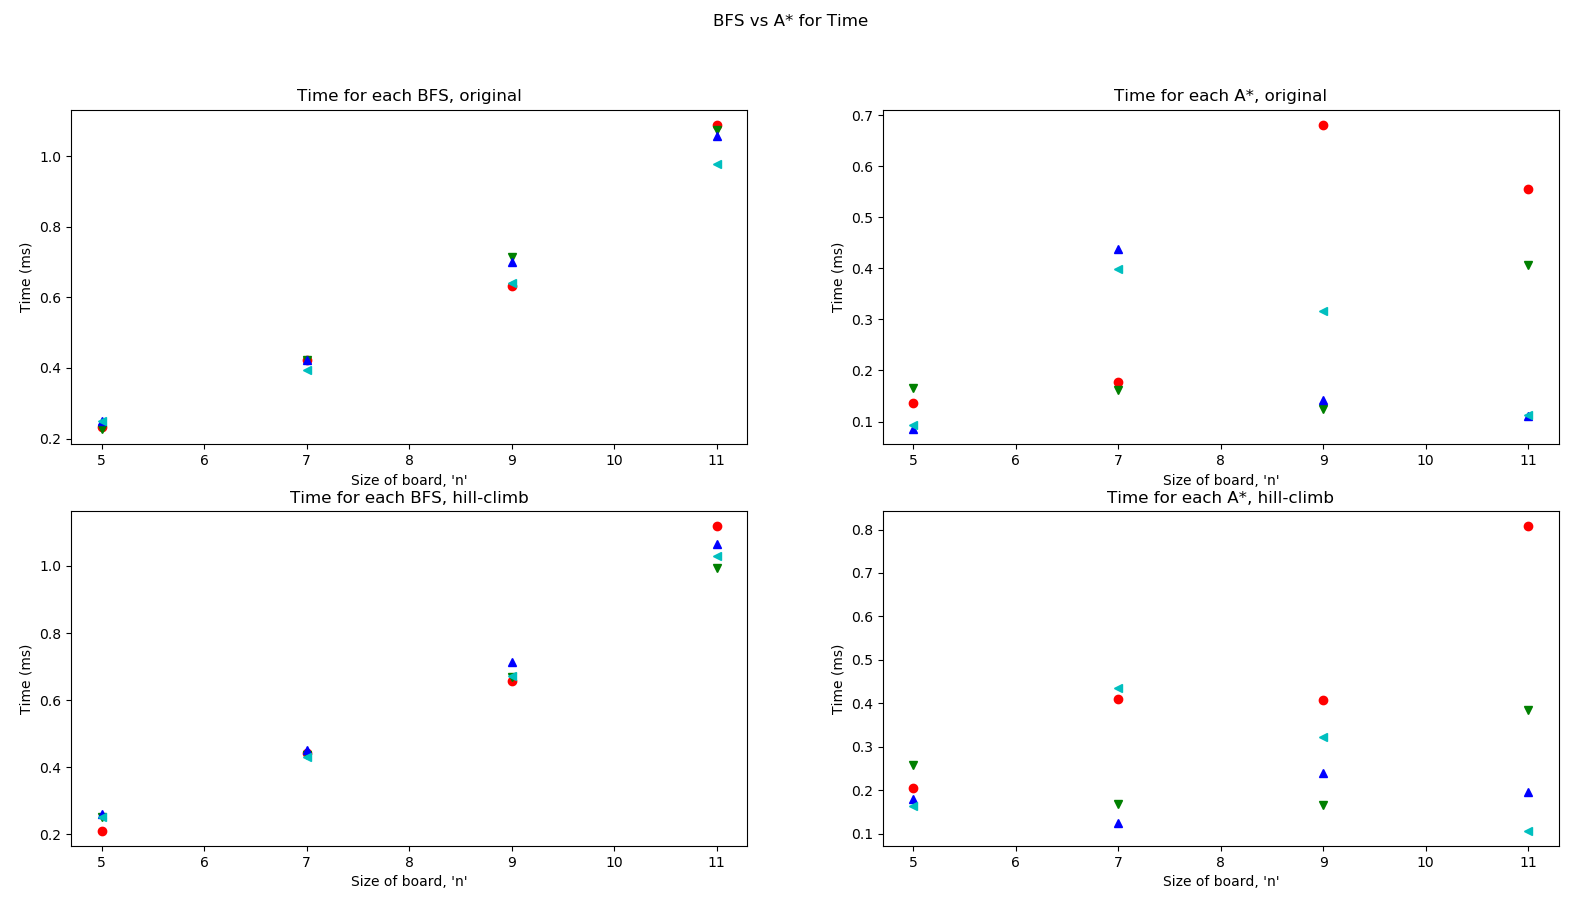 BFS vs A* for Time
Time for each BFS, original
Time (ms)
1.0
0.8
0.6
0.4
0.2
5 6 7 8 9 10 11
Size of board, 'n'
Time for each A*, original
Time (ms)
0.7
0.6
0.5
0.4
0.3
0.2
0.1
5 6 7 8 9 10 11
Size of board, 'n'
Time for each BFS, hill-climb
Time (ms)
1.0
0.8
0.6
0.4
0.2
5 6 7 8 9 10 11
Size of board, 'n'
Time for each A*, hill-climb
Time (ms)
0.8
0.7
0.6
0.5
0.4
0.3
0.2
0.1
5 6 7 8 9 10 11
Size of board, 'n'